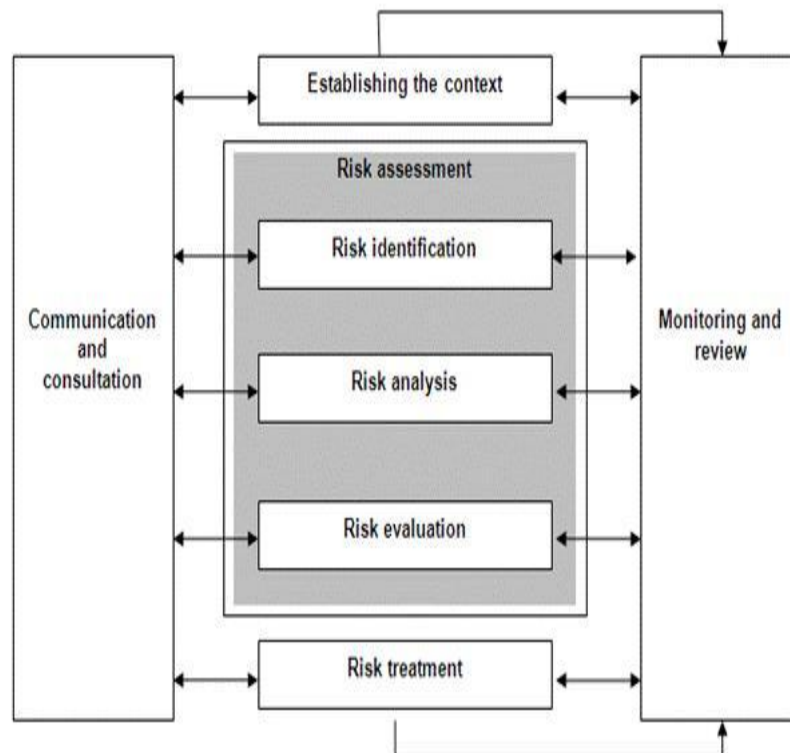 Establishing the context
Risk assessment
Risk identification
Communication
and
consultation
Monitoring and
review
Risk analysis
Risk evaluation
Risk treatment